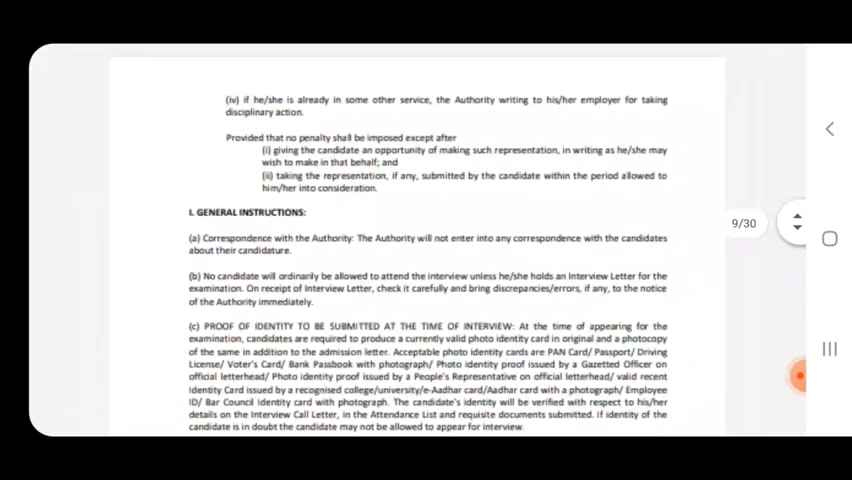 (iv) if he/she is already in some other service, the Authority writing to his/her employer for taking
disciplinary action.
Provided that no penalty shall be imposed except after
(i) giving the candidate an opportunity of making such representation, in writing as he/she may
wish to make in that behalf; and
(ii) taking the representation, if any, submitted by the candidate within the period allowed to
him/her into consideration.
I. GENERAL INSTRUCTIONS:
(a) Correspondence with the Authority: The Authority will not enter into any correspondence with the candidates
about their candidature.
9/30
(b) No candidate will ordinarily be allowed to attend the interview unless he/she holds an Interview Letter for the
examination. On receipt of Interview Letter, check it carefully and bring discrepancies/errors, if any, to the notice
of the Authority immediately.
(c) PROOF OF IDENTITY TO BE SUBMITTED AT THE TIME OF INTERVIEW: At the time of appearing for the
examination, candidates are required to produce a currently valid photo identity card in original and a photocopy
of the same in addition to the admission letter. Acceptable photo identity cards are PAN Card/ Passport/ Driving
License/ Voter's Card/ Bank Passbook with photograph/ Photo identity proof issued by a Gazetted Officer on
official letterhead/ Photo identity proof issued by a People's Representative on official letterhead/ valid recent
Identity Card issued by a recognised college/university/e-Aadhar card/Aadhar card with a photograph/ Employee
ID/ Bar Council Identity card with photograph. The candidate's identity will be verified with respect to his/her
details on the Interview Call Letter, in the Attendance List and requisite documents submitted. If identity of the
candidate is in doubt the candidate may not be allowed to appear for interview.